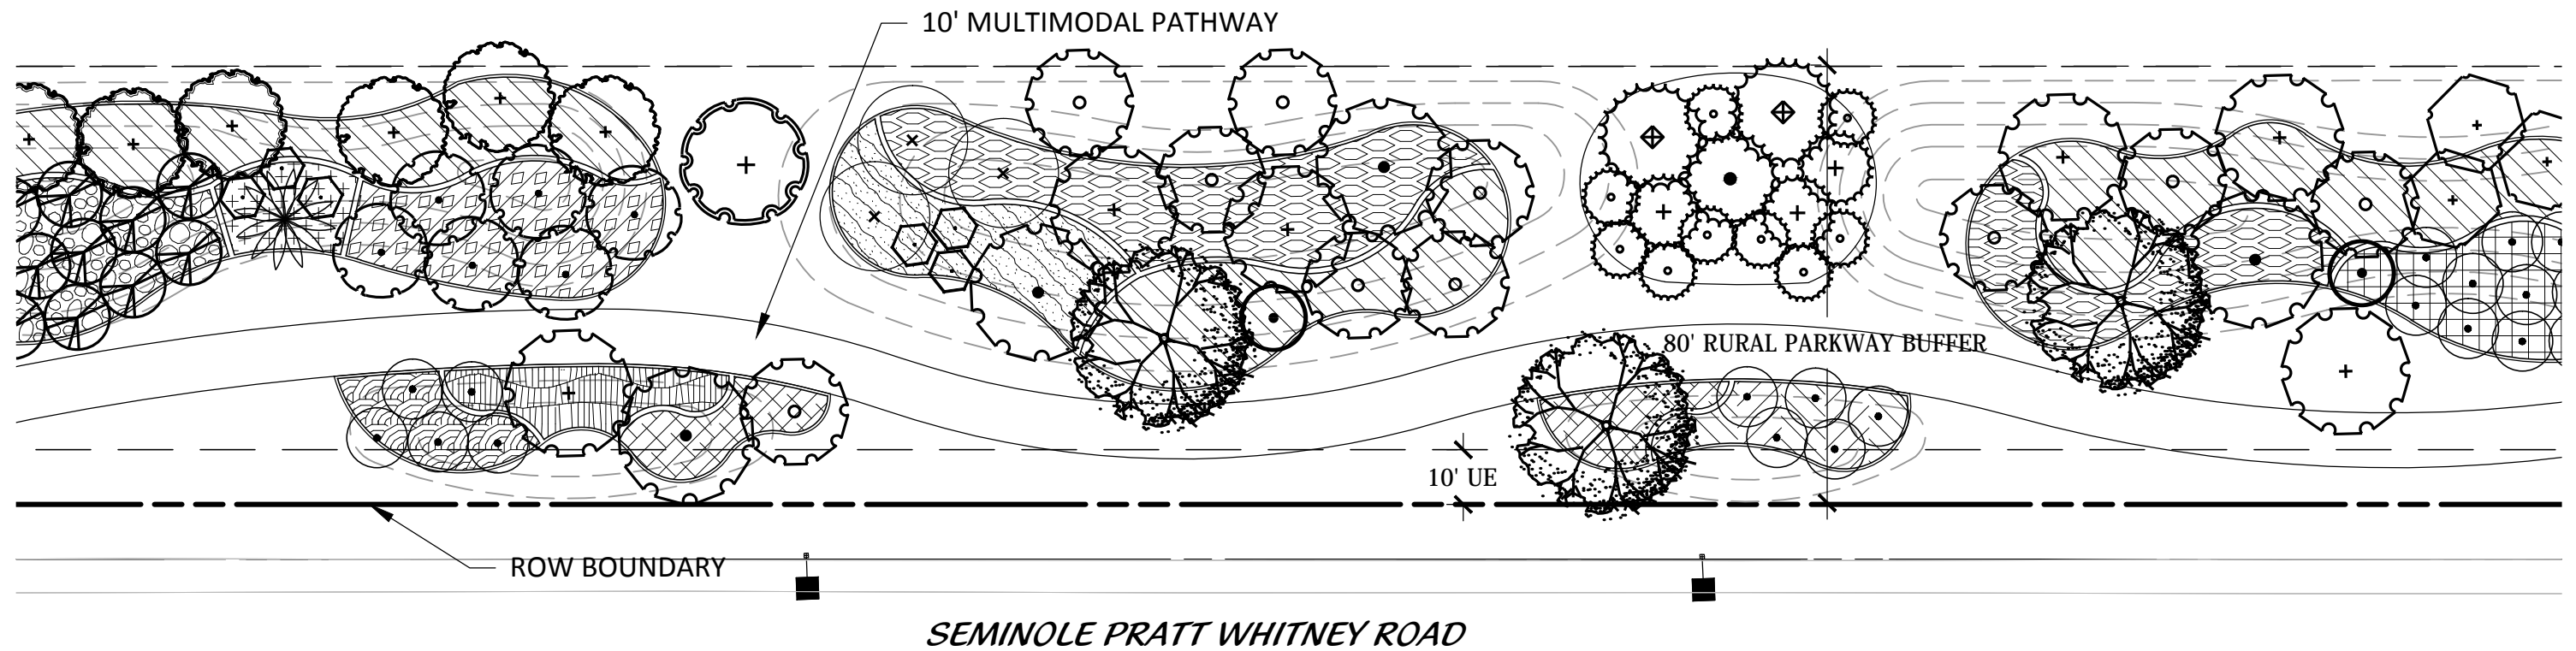 10' MULTIMODAL PATHWAY
80' RURAL PARKWAY BUFFER
10' UE
ROW BOUNDARY
SEMINOLE PRATT WHITNEY ROAD